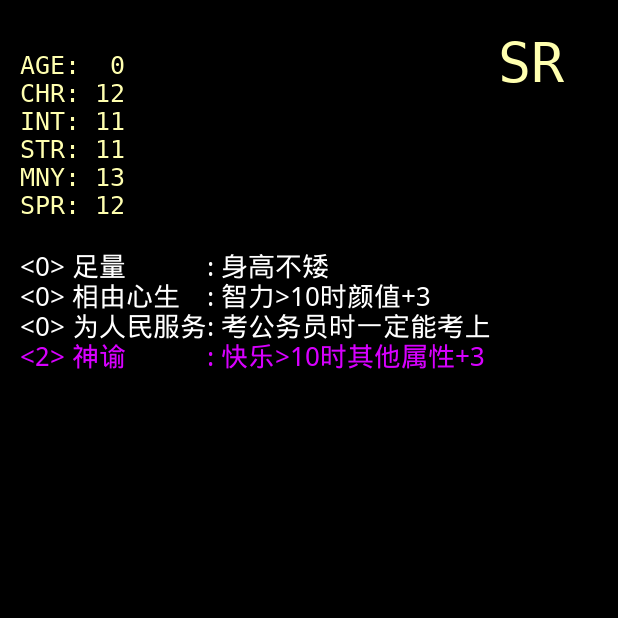 SR
AGE: 0
CHR: 12
INT: 11
STR: 11
MNY: 13
SPR: 12
<0> 足量 : 身高不矮
<0> 相由心生 : 智力>10时颜值+3
<0> 为人民服务: 考公务员时一定能考上
<2> 神谕 : 快乐>10时其他属性+3